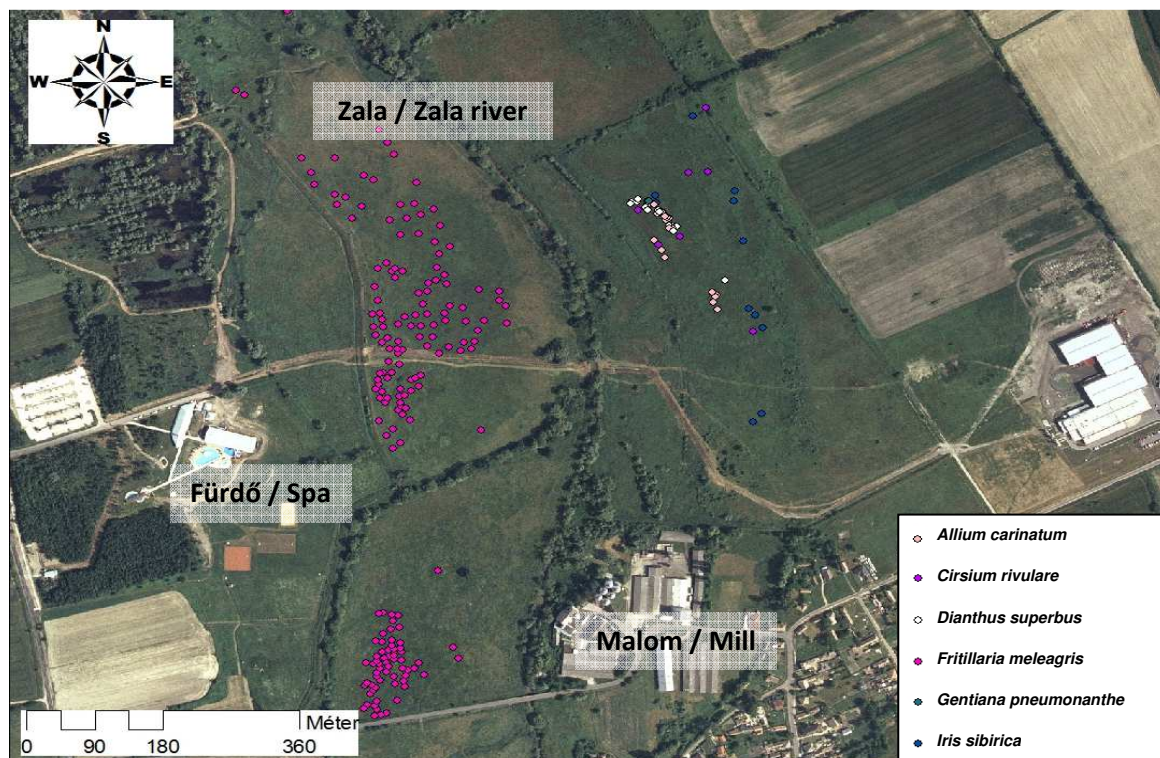 N
W
E
S
Zala / Zala river
Fürdő / Spa
Malom / Mill
Allium carinatum
Cirsium rivulare
Dianthus superbus
Fritillaria meleagris
Gentiana pneumonanthe
Iris sibirica
Méter
0 90 180 360